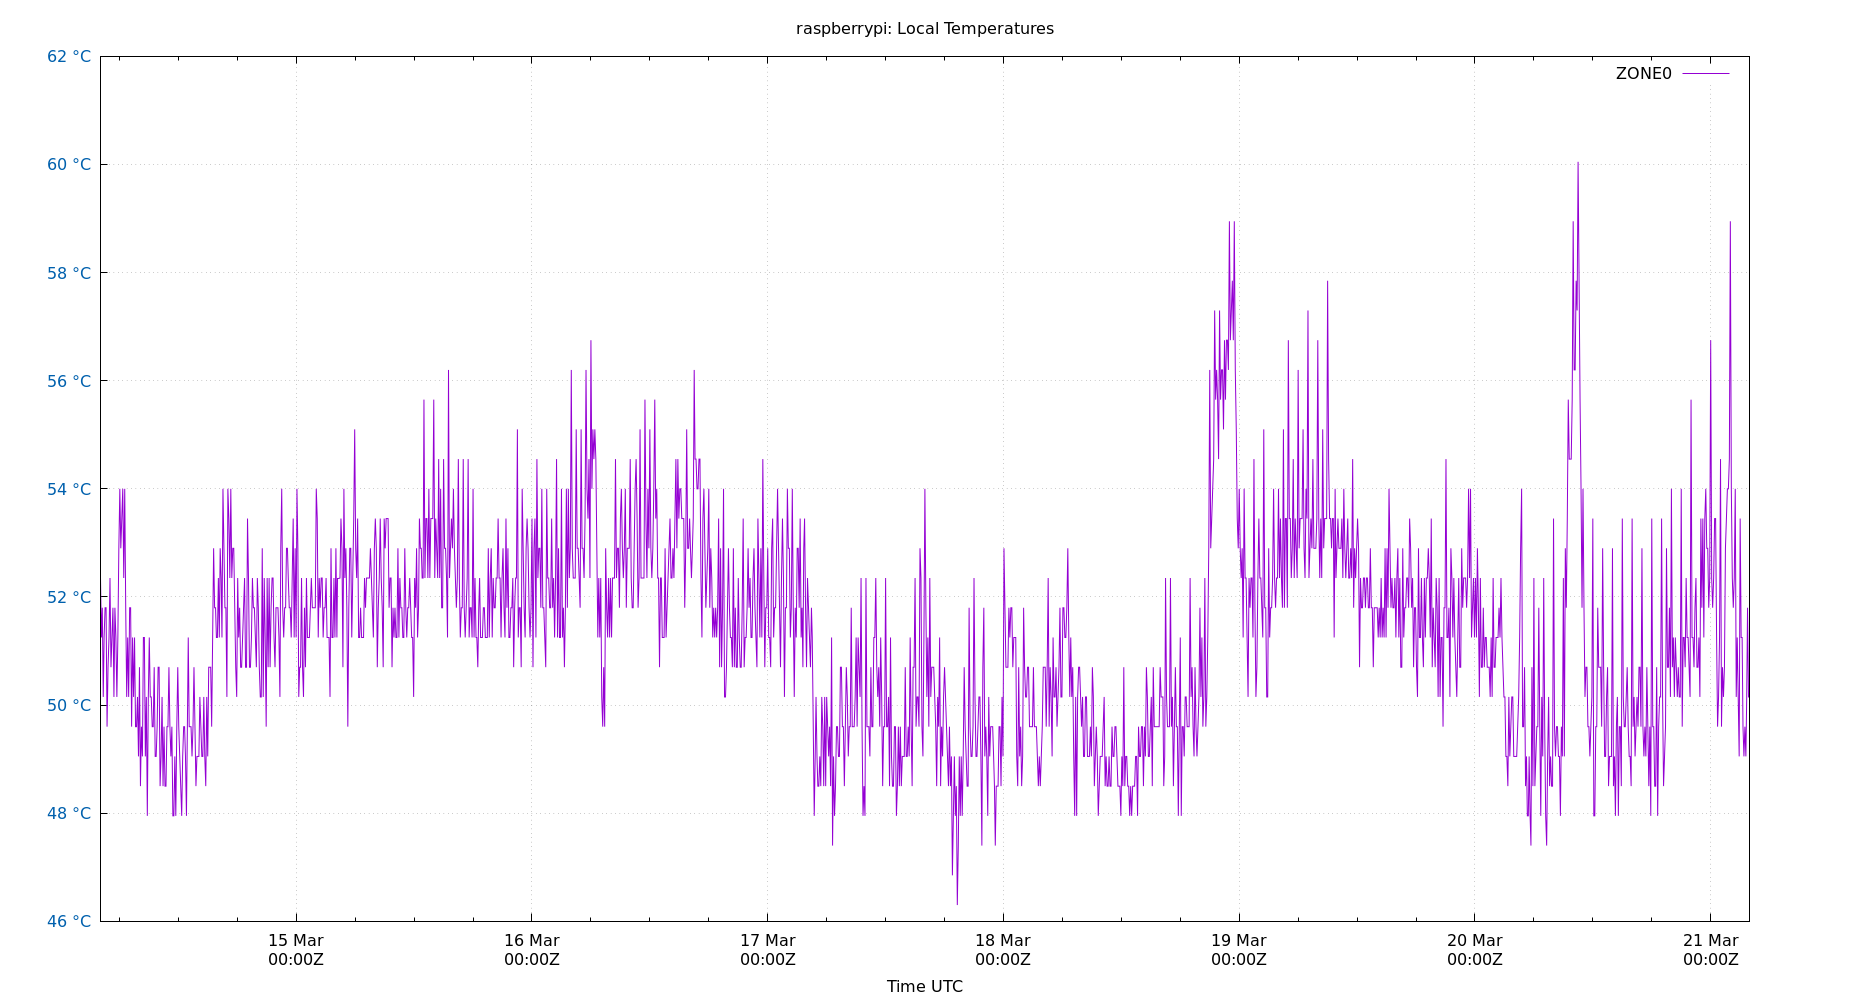 raspberrypi: Local Temperatures
62 °C
ZONE0
60 °C
58 °C
56 °C
54 °C
52 °C
50 °C
48 °C
46 °C
15 Mar 16 Mar 17 Mar 18 Mar 19 Mar 20 Mar 21 Mar
00:00Z 00:00Z 00:00Z 00:00Z 00:00Z 00:00Z 00:00Z
Time UTC